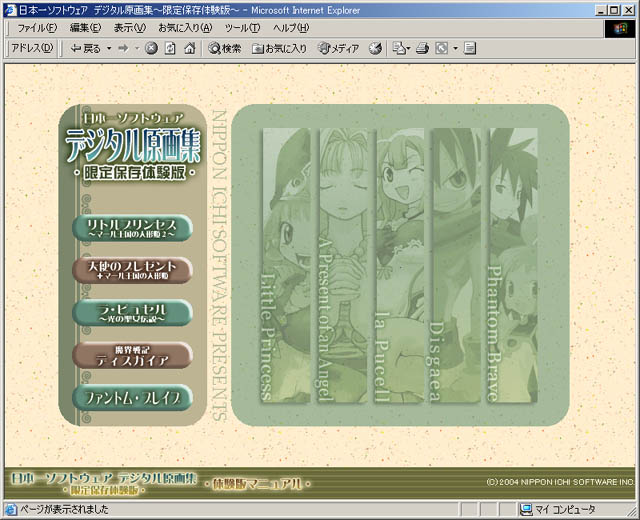 日本一ソフトウェア デジタル原画集～限定保存体験版～ - Microsoft Internet Explorer
ファイル(F) 編集(E) 表示(V) お気に入り(A) ツール(T) ヘルプ(H)
アドレス(D) 戻る 検索 お気に入り メディア
日本一ソフトウェア
デジタル原画集
・限定保存体験版・
リトルプリンセス
～マール王国の人形姫2～
天使のプレゼント
＋マール王国の人形姫
ラ・ピュセル
～光の聖女伝説～
魔界戦記
ディスガイア
ファントム・ブレイブ
NIPPON ICHI SOFTWARE PRESENTS
Little Princess
A Present of an Angel
la Pucell
Disgaea
Phantom Brave
日本一ソフトウェア デジタル原画集
・限定保存体験版・
・体験版マニュアル・
(C)2004 NIPPON ICHI SOFTWARE INC.
ページが表示されました
マイ コンピュータ